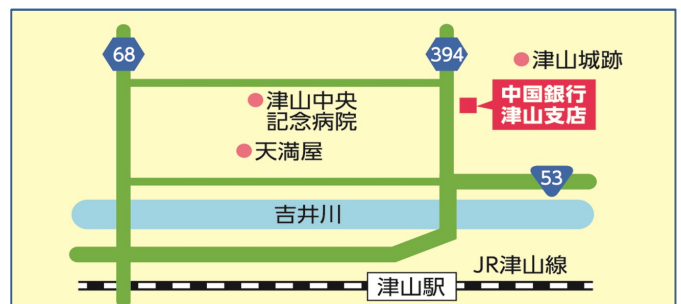 68
394
津山城跡
中国銀行
津山支店
津山中央
記念病院
天満屋
53
吉井川
JR津山線
津山駅